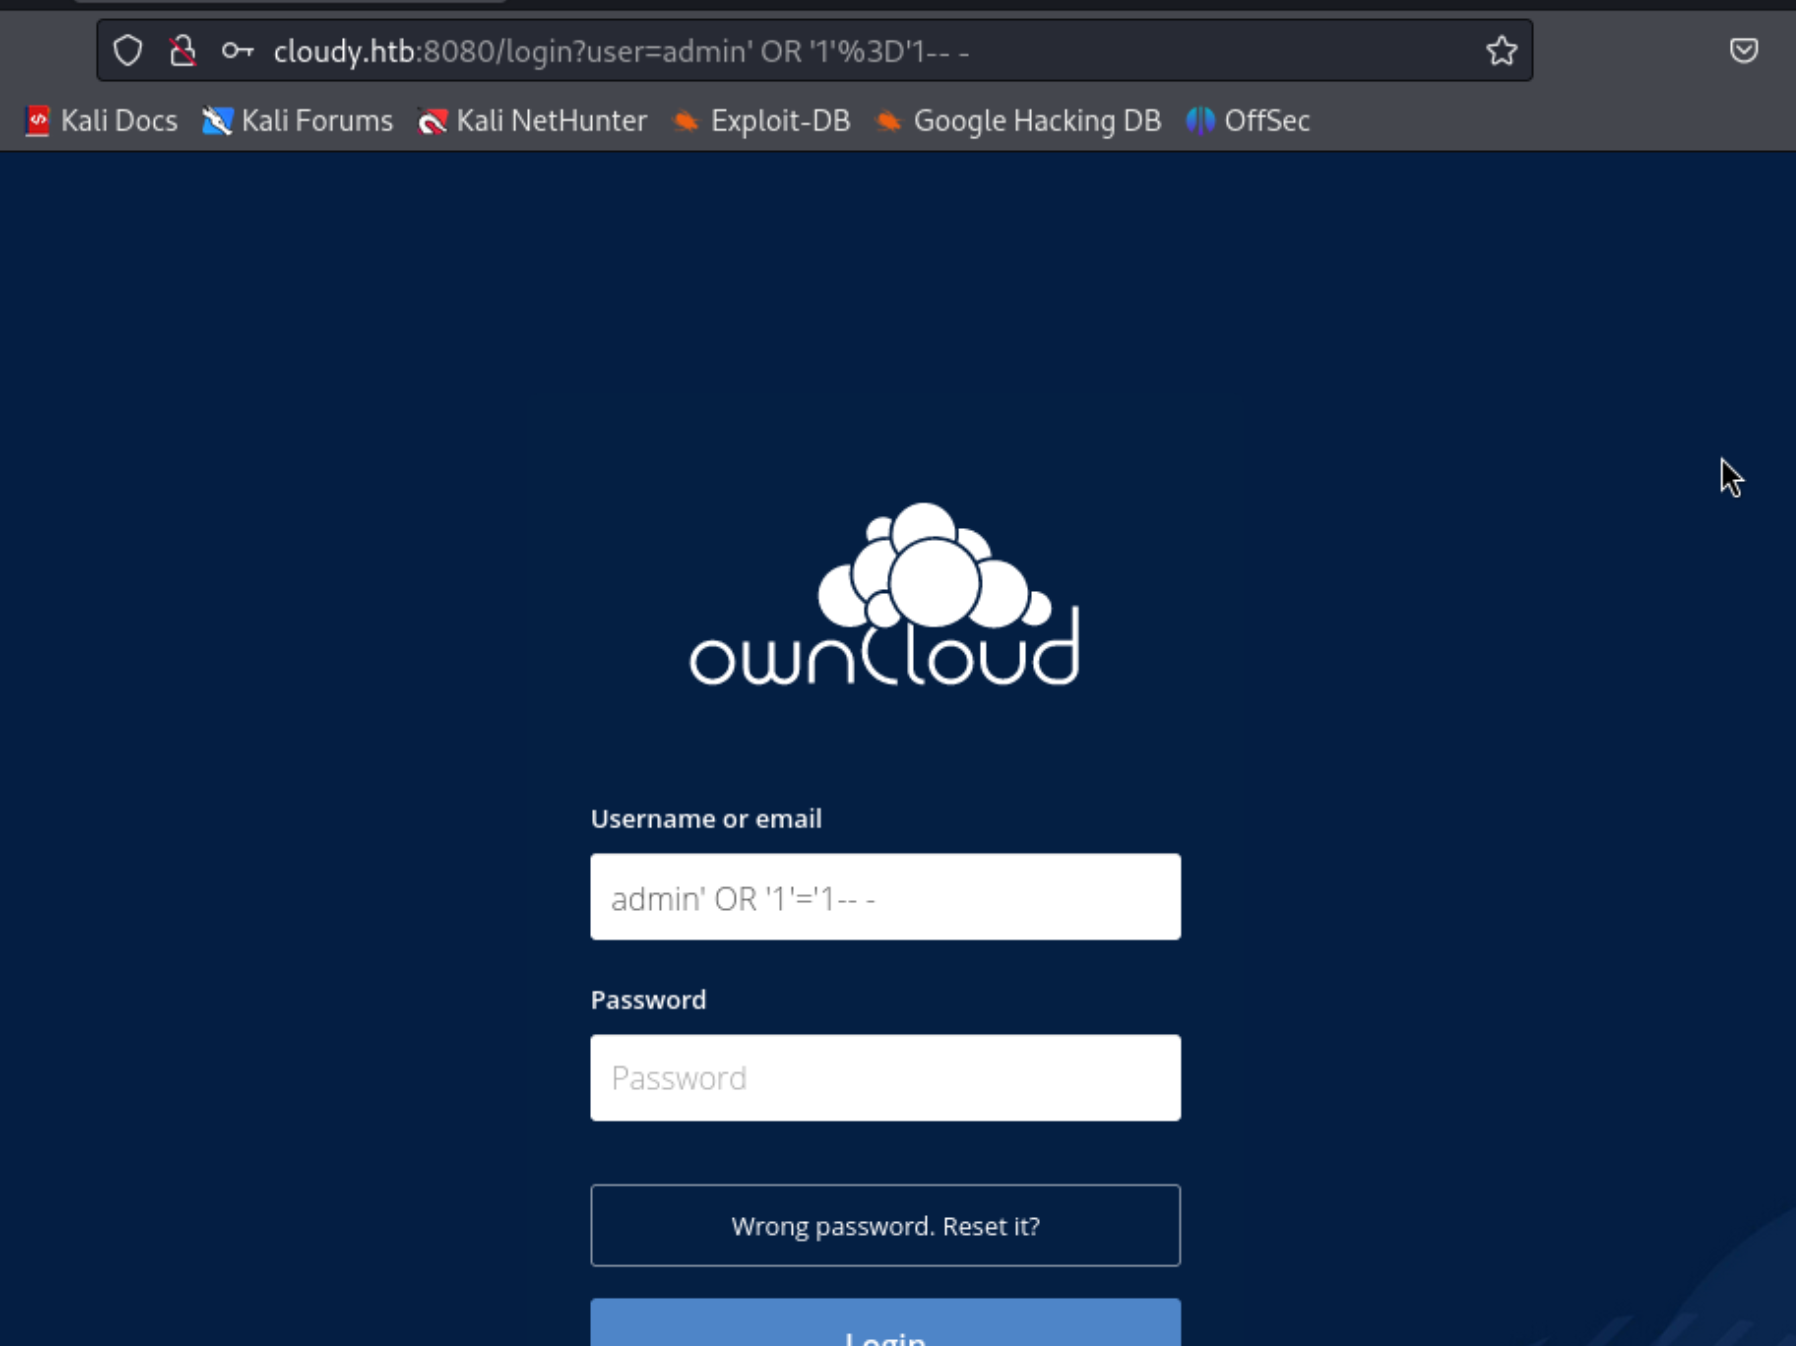 cloudy.htb:8080/login?user=admin' OR '1'%3D'1-- -
Kali Docs Kali Forums Kali NetHunter Exploit-DB Google Hacking DB OffSec
ownCloud
Username or email
admin' OR '1'='1-- -
Password
Password
Wrong password. Reset it?
Login